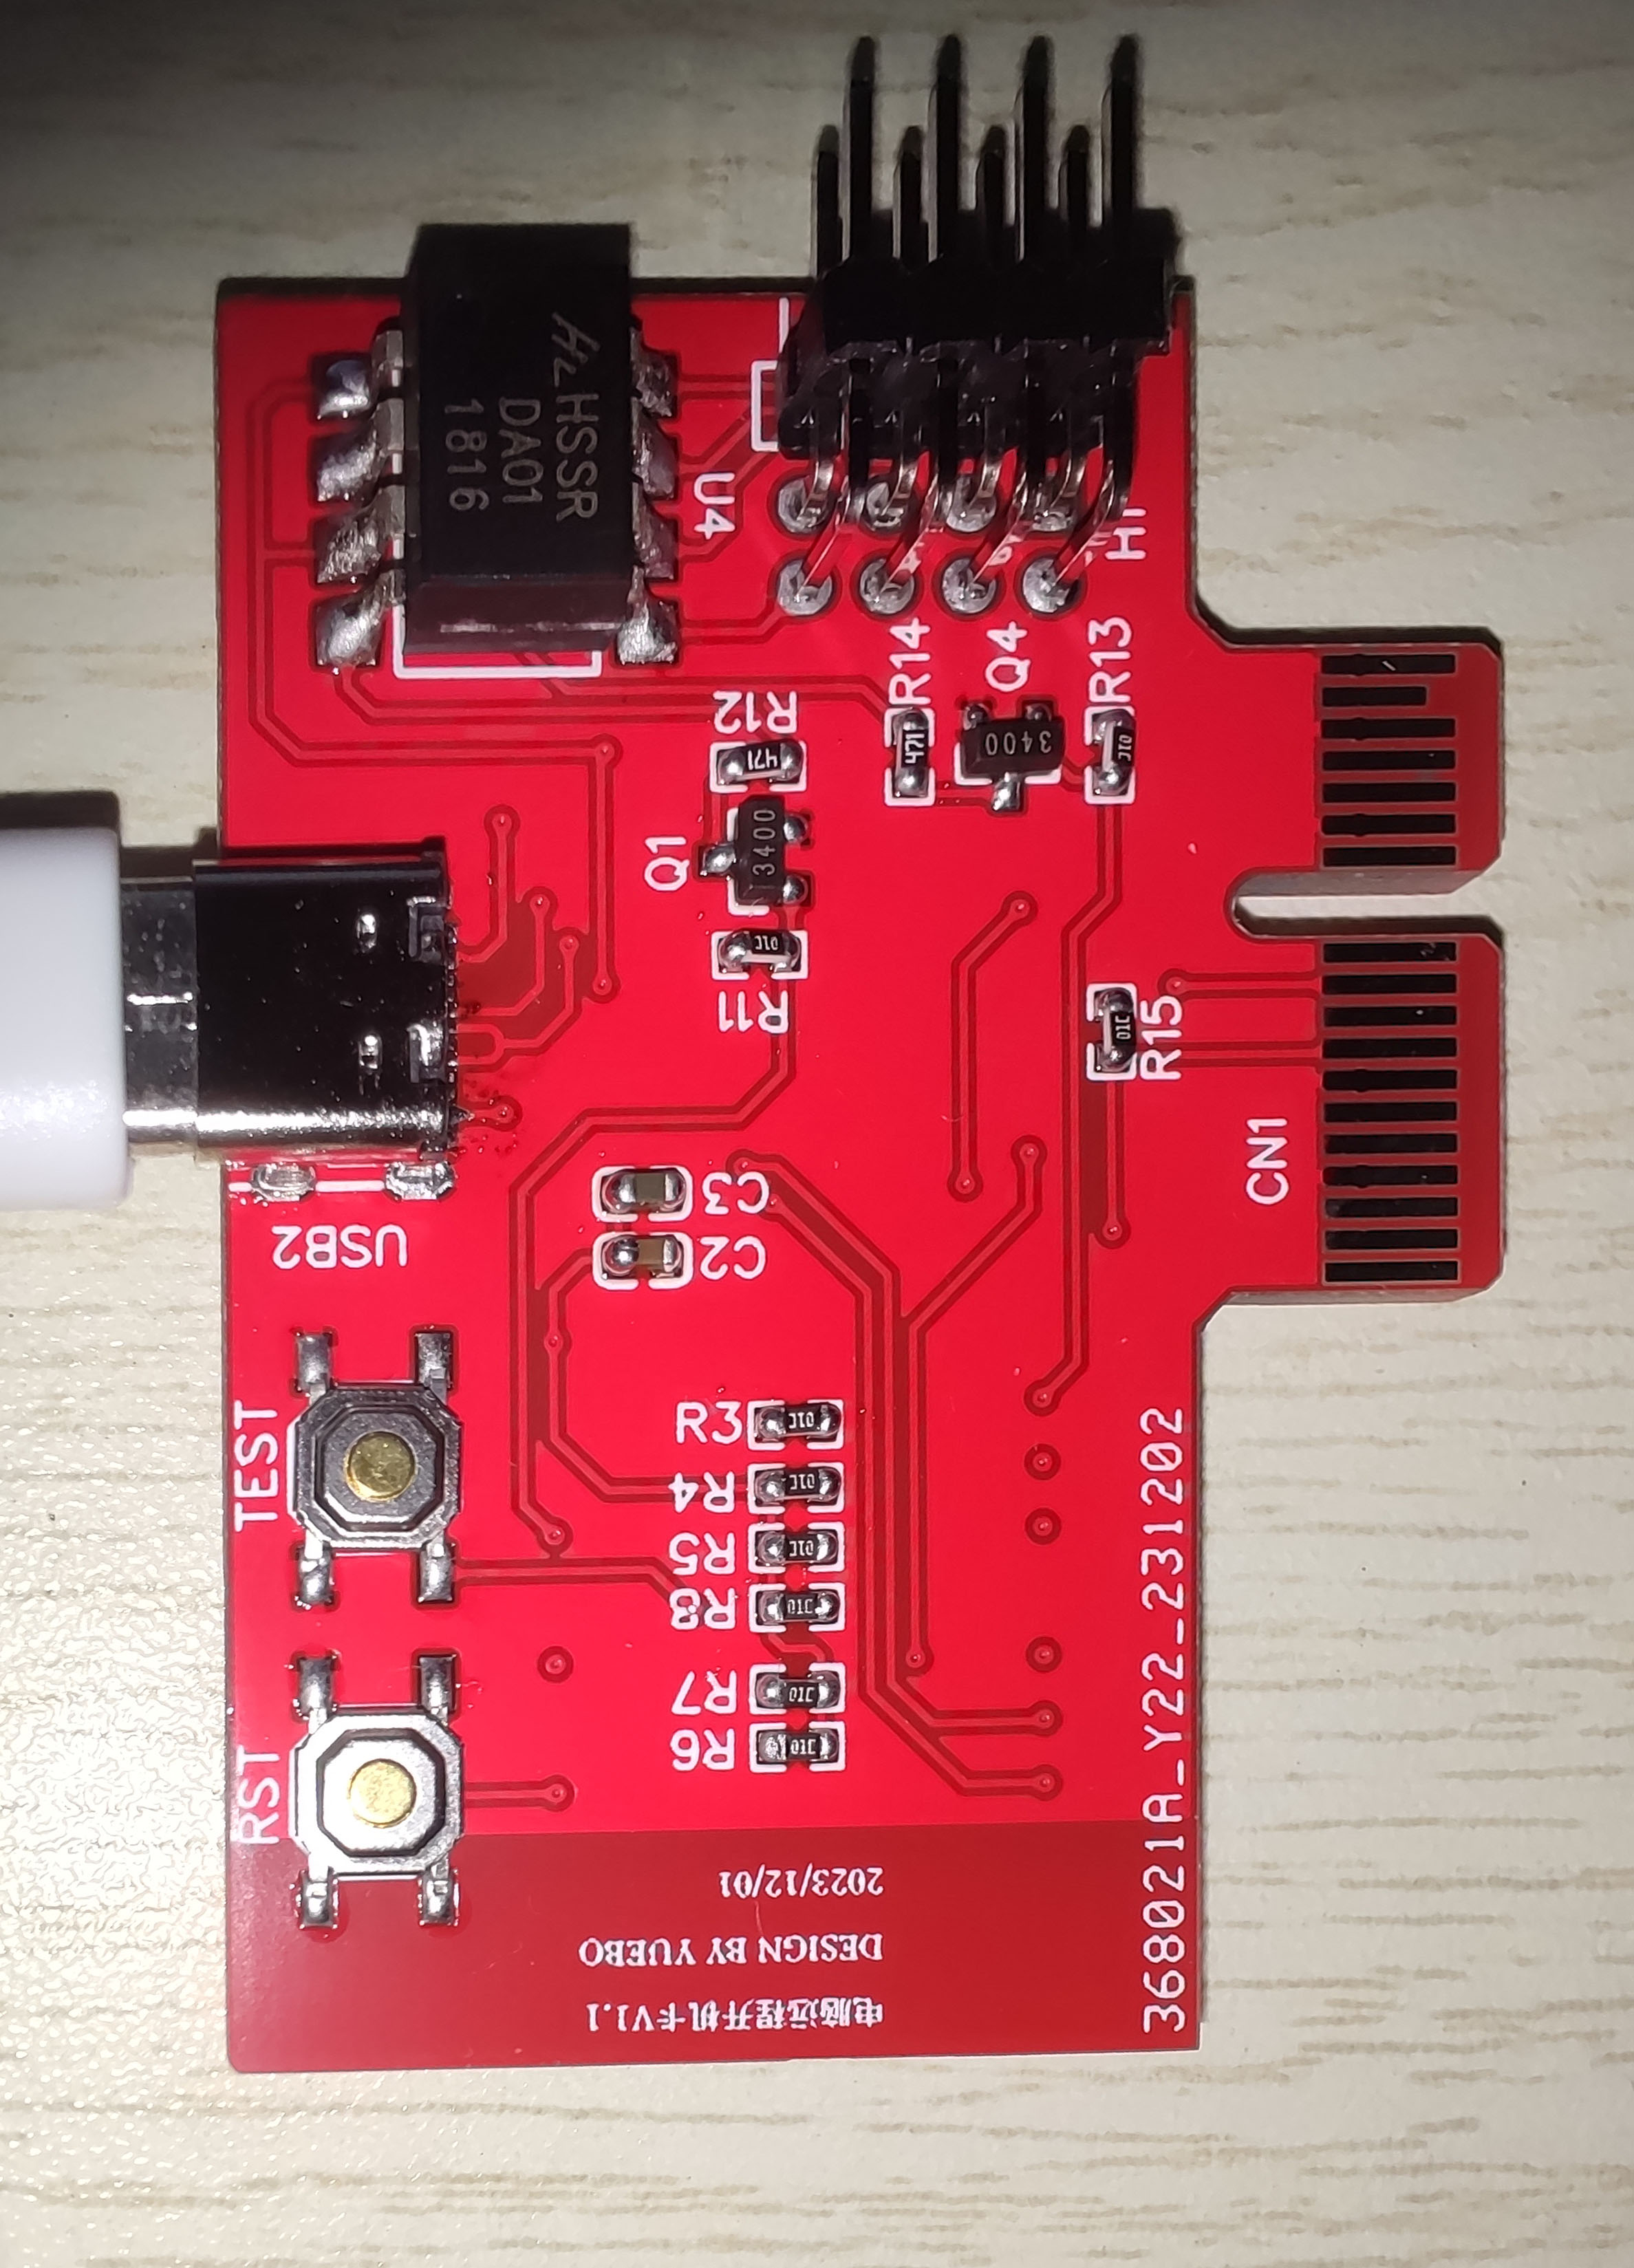 HSSR
DA01
1816
U4
H1
R14
Q4
R13
R12
471
471
3400
Q1
3400
01C
R11
R15
01C
USB2
C3
C2
CN1
TEST
R3
01C
R4
01C
R5
01C
R8
01C
R7
01C
R6
01C
RST
2023/12/01
DESIGN BY YUEBO
电脑远程开机卡V1.1
3680021A_Y22_231202